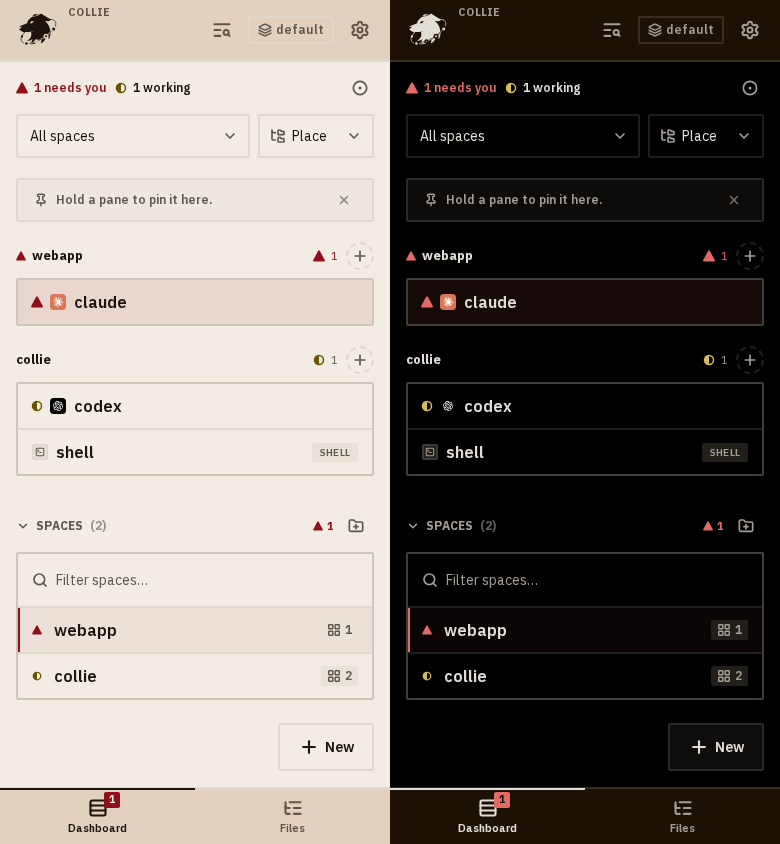 COLLIE
default
1 needs you 1 working
All spaces Place
Hold a pane to pin it here.
webapp 1
claude
collie 1
codex
shell SHELL
SPACES (2) 1
Filter spaces...
webapp 1
collie 2
New
1
Dashboard Files
COLLIE
default
1 needs you 1 working
All spaces Place
Hold a pane to pin it here.
webapp 1
claude
collie 1
codex
shell SHELL
SPACES (2) 1
Filter spaces...
webapp 1
collie 2
New
1
Dashboard Files